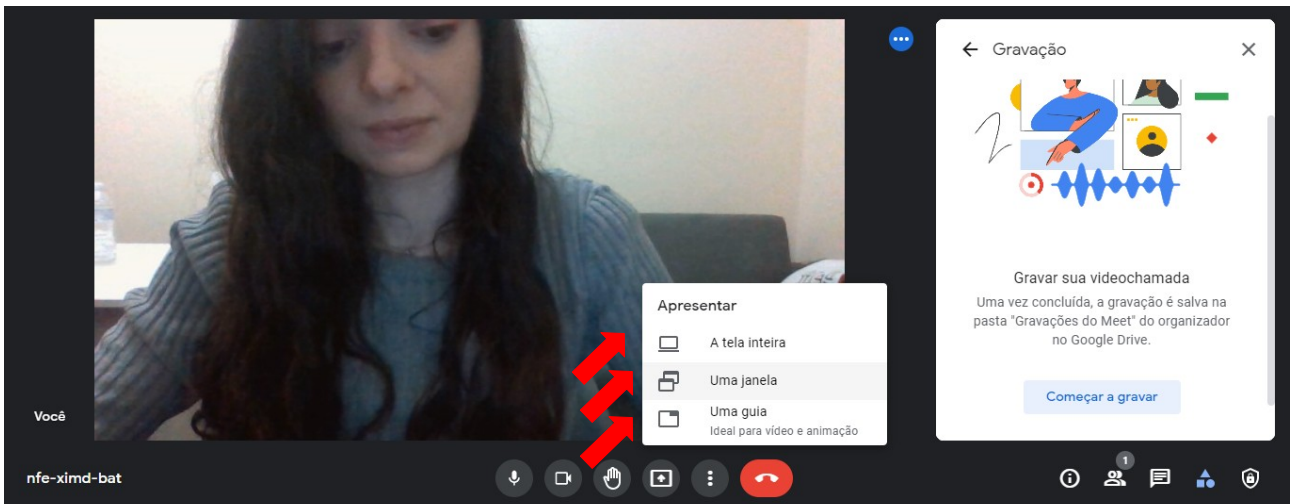 Gravação
Gravar sua videochamada
Uma vez concluída, a gravação é salva na
pasta "Gravações do Meet" do organizador
no Google Drive.
Começar a gravar
Apresentar
A tela inteira
Uma janela
Uma guia
Ideal para vídeo e animação
Você
nfe-ximd-bat
1